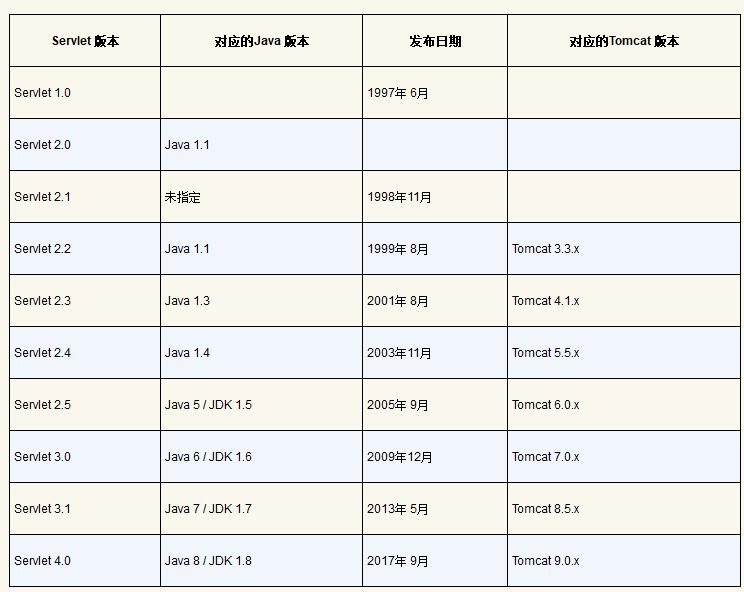 Servlet 版本 对应的Java 版本 发布日期 对应的Tomcat 版本
Servlet 1.0 1997年 6月
Servlet 2.0 Java 1.1
Servlet 2.1 未指定 1998年11月
Servlet 2.2 Java 1.1 1999年 8月 Tomcat 3.3.x
Servlet 2.3 Java 1.3 2001年 8月 Tomcat 4.1.x
Servlet 2.4 Java 1.4 2003年11月 Tomcat 5.5.x
Servlet 2.5 Java 5 / JDK 1.5 2005年 9月 Tomcat 6.0.x
Servlet 3.0 Java 6 / JDK 1.6 2009年12月 Tomcat 7.0.x
Servlet 3.1 Java 7 / JDK 1.7 2013年 5月 Tomcat 8.5.x
Servlet 4.0 Java 8 / JDK 1.8 2017年 9月 Tomcat 9.0.x